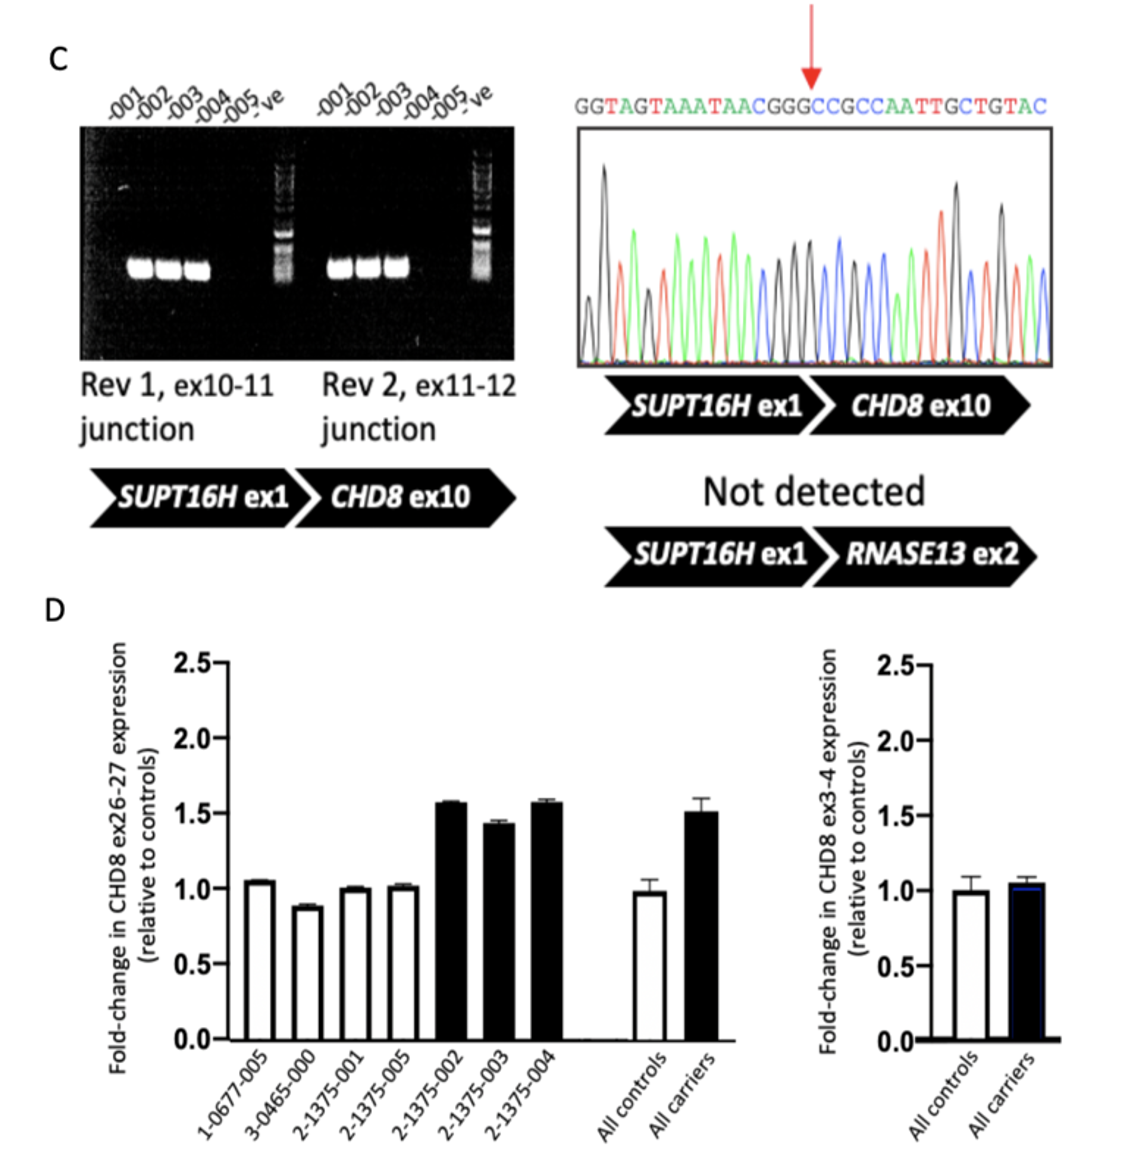 C
-001 -002 -003 -004 -005 -ve
-001 -002 -003 -004 -005 -ve
Rev 1, ex10-11
junction
Rev 2, ex11-12
junction
SUPT16H ex1 CHD8 ex10
GGTAGTAAATAACGGGCCGCCAATTGCTGTAC
SUPT16H ex1 CHD8 ex10
Not detected
SUPT16H ex1 RNASE13 ex2
D
Fold-change in CHD8 ex26-27 expression
(relative to controls)
2.5
2.0
1.5
1.0
0.5
0.0
1-0677-005
3-0465-000
2-1375-001
2-1375-005
2-1375-002
2-1375-003
2-1375-004
All controls
All carriers
Fold-change in CHD8 ex3-4 expression
(relative to controls)
2.5
2.0
1.5
1.0
0.5
0.0
All controls
All carriers